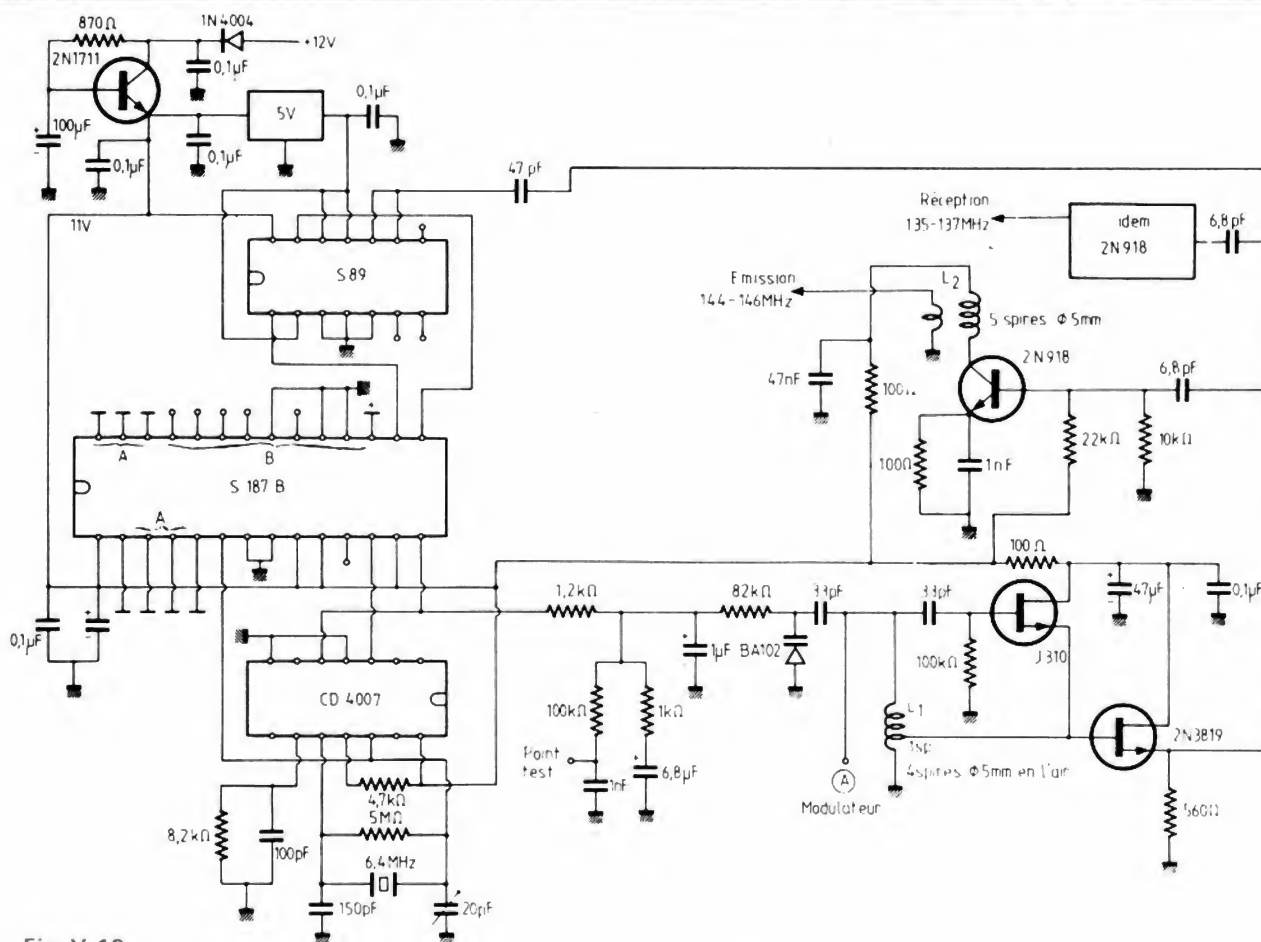 870Ω
1N4004
+12V
2N1711
0,1µF
5V
0,1µF
100µF
+
−
0,1µF
0,1µF
47pF
11V
Réception
135-137MHz
idem
2N918
6,8pF
S89
Emission
144-146MHz
L2
5 spires Φ5mm
2N918
47nF
100Ω
6,8pF
22kΩ
10kΩ
100Ω
1nF
+
A
B
S 187 B
A
100Ω
1,2kΩ
82kΩ
33pF
33pF
+
47µF
−
0,1µF
0,1µF
+
−
+
1µF
BA102
J310
100kΩ
CD 4007
100kΩ
1kΩ
L1
1sp
2N3819
Point
test
1nF
+
6,8µF
4spires Φ5mm en l'air
A
Modulateur
560Ω
4,7kΩ
5MΩ
8,2kΩ
100pF
6,4MHz
150pF
20pF